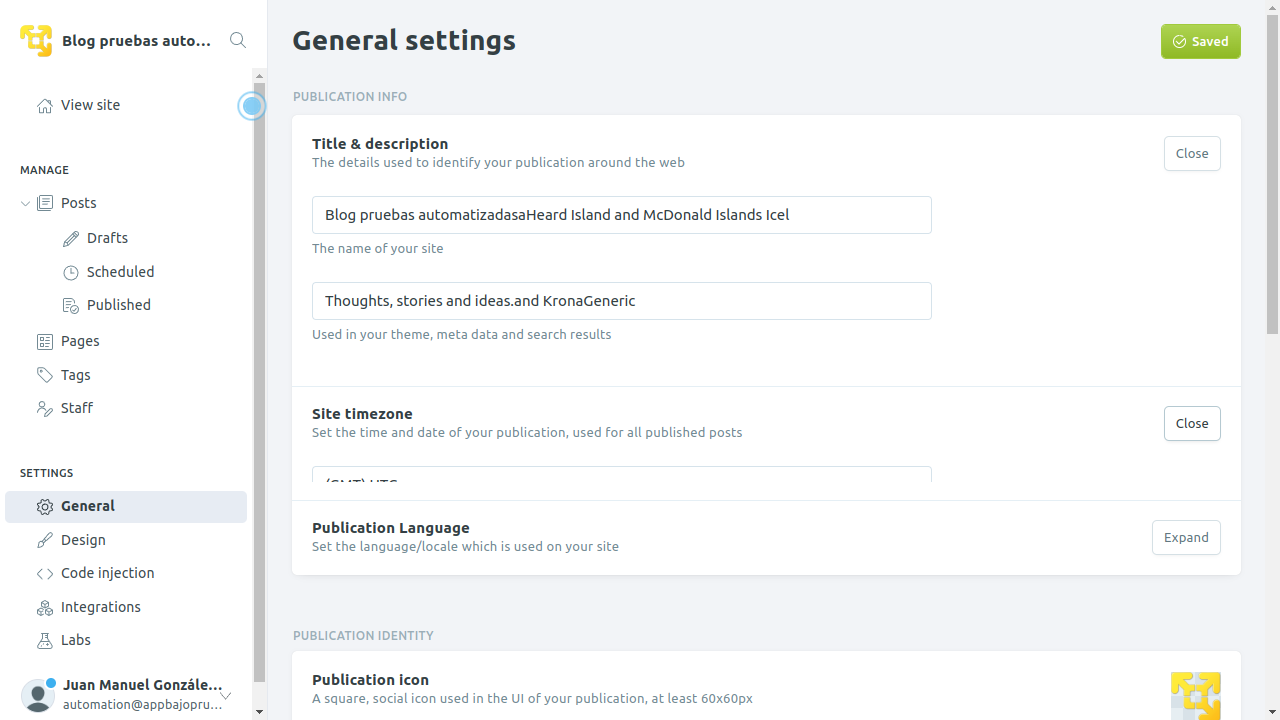 Blog pruebas auto...
General settings
Saved
View site
PUBLICATION INFO
Title & description
The details used to identify your publication around the web
Close
MANAGE
Posts
Drafts
Scheduled
Published
Pages
Tags
Staff
Blog pruebas automatizadasaHeard Island and McDonald Islands Icel
The name of your site
Thoughts, stories and ideas.and KronaGeneric
Used in your theme, meta data and search results
Site timezone
Set the time and date of your publication, used for all published posts
Close
(GMT) UTC
SETTINGS
General
Design
Code injection
Integrations
Labs
Publication Language
Set the language/locale which is used on your site
Expand
PUBLICATION IDENTITY
Publication icon
A square, social icon used in the UI of your publication, at least 60x60px
Juan Manuel Gonzále...
automation@appbajopru...